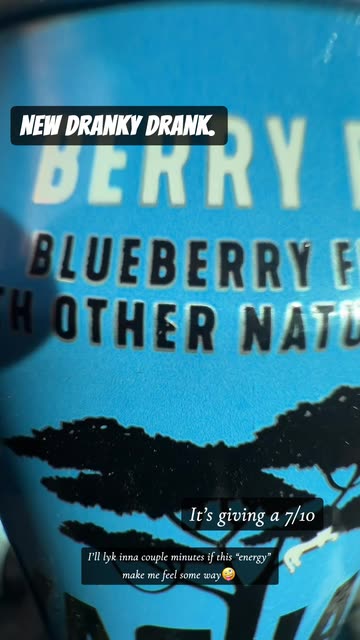 NEW DRANKY DRANK.
BERRY
BLUEBERRY
OTHER
It's giving a 7/10
I'll lyk inna couple minutes if this “energy”
make me feel some way🤪